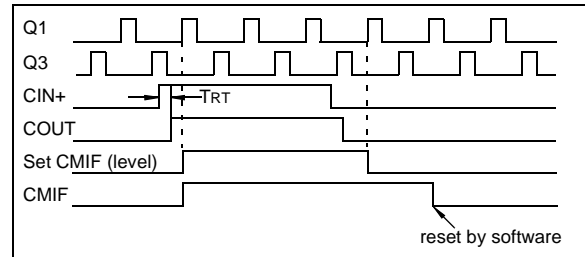 Q1
Q3
CIN+
TRT
COUT
Set CMIF (level)
CMIF
reset by software